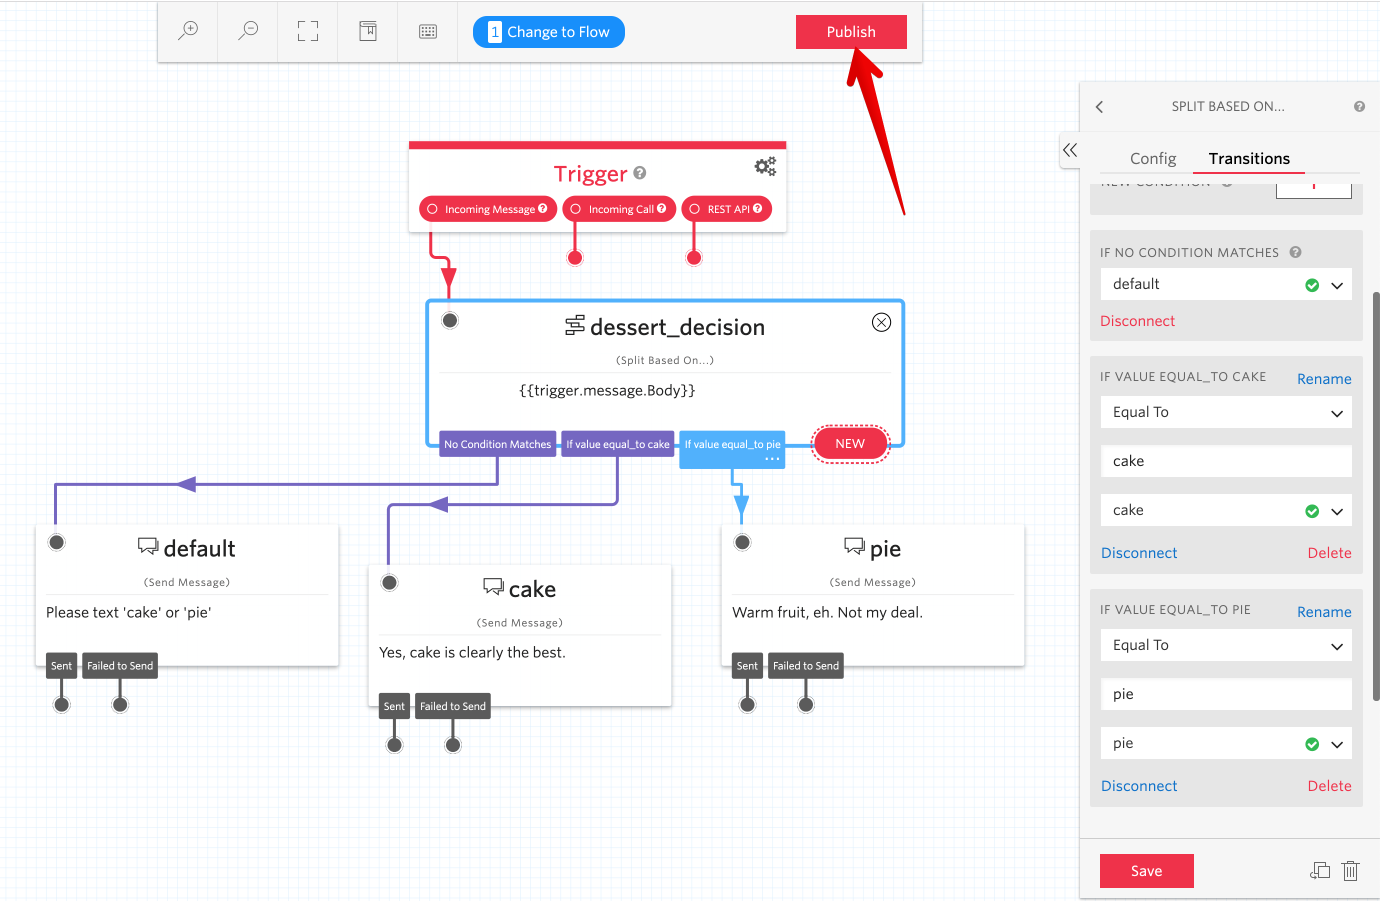 1 Change to Flow
Publish
Trigger ?
Incoming Message ?
Incoming Call ?
REST API ?
dessert_decision
(Split Based On...)
{{trigger.message.Body}}
No Condition Matches
If value equal_to cake
If value equal_to pie
...
NEW
default
(Send Message)
Please text 'cake' or 'pie'
Sent
Failed to Send
cake
(Send Message)
Yes, cake is clearly the best.
Sent
Failed to Send
pie
(Send Message)
Warm fruit, eh. Not my deal.
Sent
Failed to Send
SPLIT BASED ON... ?
Config
Transitions
NEW CONDITION
IF NO CONDITION MATCHES ?
default
Disconnect
IF VALUE EQUAL_TO CAKE
Rename
Equal To
cake
cake
Disconnect
Delete
IF VALUE EQUAL_TO PIE
Rename
Equal To
pie
pie
Disconnect
Delete
Save